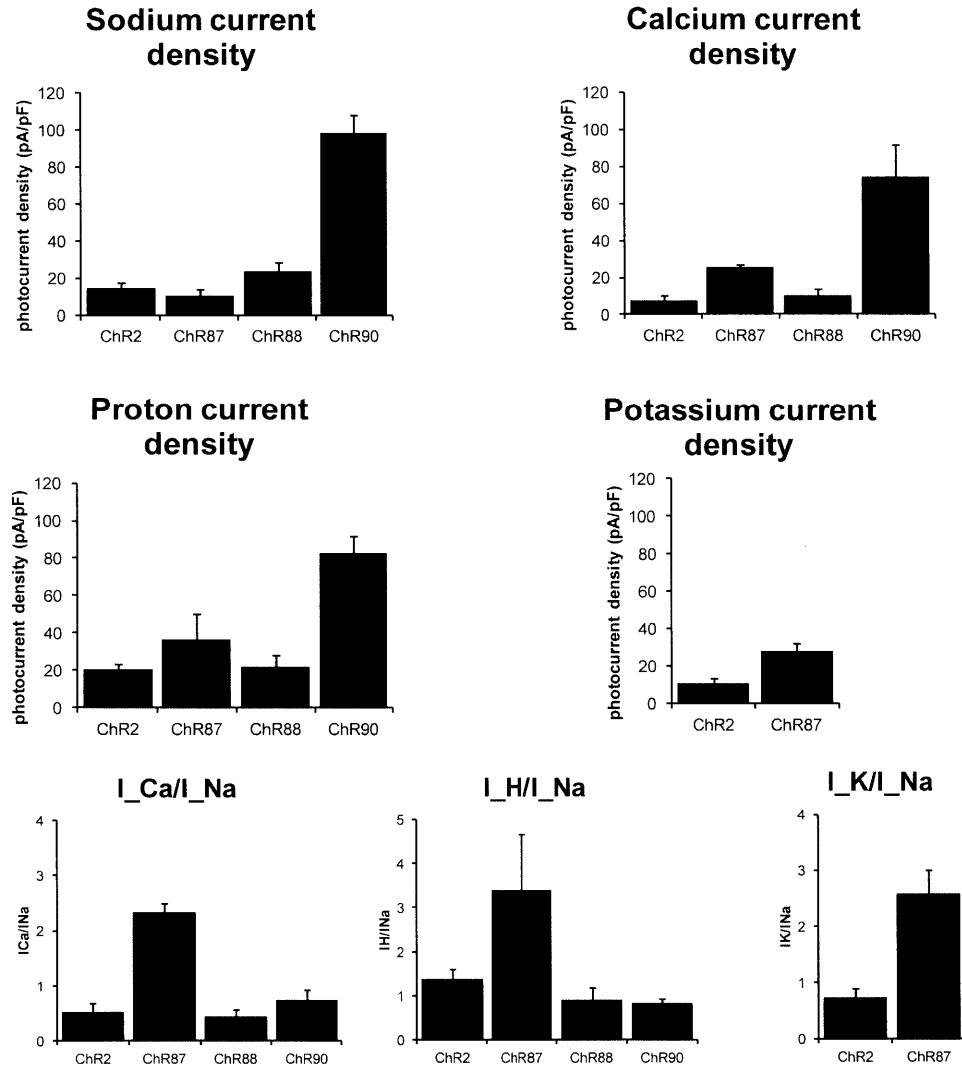 Sodium current
density
photocurrent density (pA/pF)
120
100
80
60
40
20
0
ChR2 ChR87 ChR88 ChR90
Calcium current
density
photocurrent density (pA/pF)
120
100
80
60
40
20
0
ChR2 ChR87 ChR88 ChR90
Proton current
density
photocurrent density (pA/pF)
120
100
80
60
40
20
0
ChR2 ChR87 ChR88 ChR90
Potassium current
density
photocurrent density (pA/pF)
120
100
80
60
40
20
0
ChR2 ChR87
I_Ca/I_Na
ICa/INa
4
3
2
1
0
ChR2 ChR87 ChR88 ChR90
I_H/I_Na
IH/INa
5
4
3
2
1
0
ChR2 ChR87 ChR88 ChR90
I_K/I_Na
IK/INa
4
3
2
1
0
ChR2 ChR87